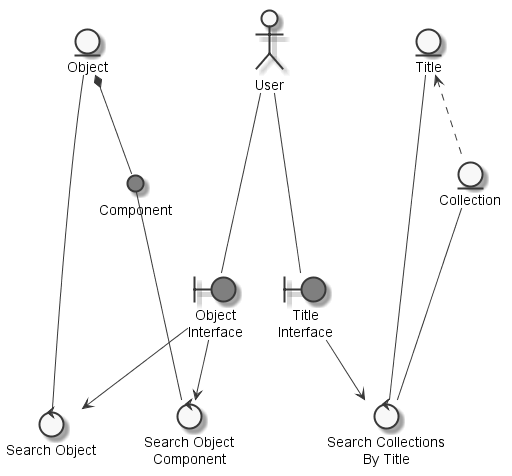 Object
User
Title
Component
Collection
Object
Interface
Title
Interface
Search Object
Search Object
Component
Search Collections
By Title